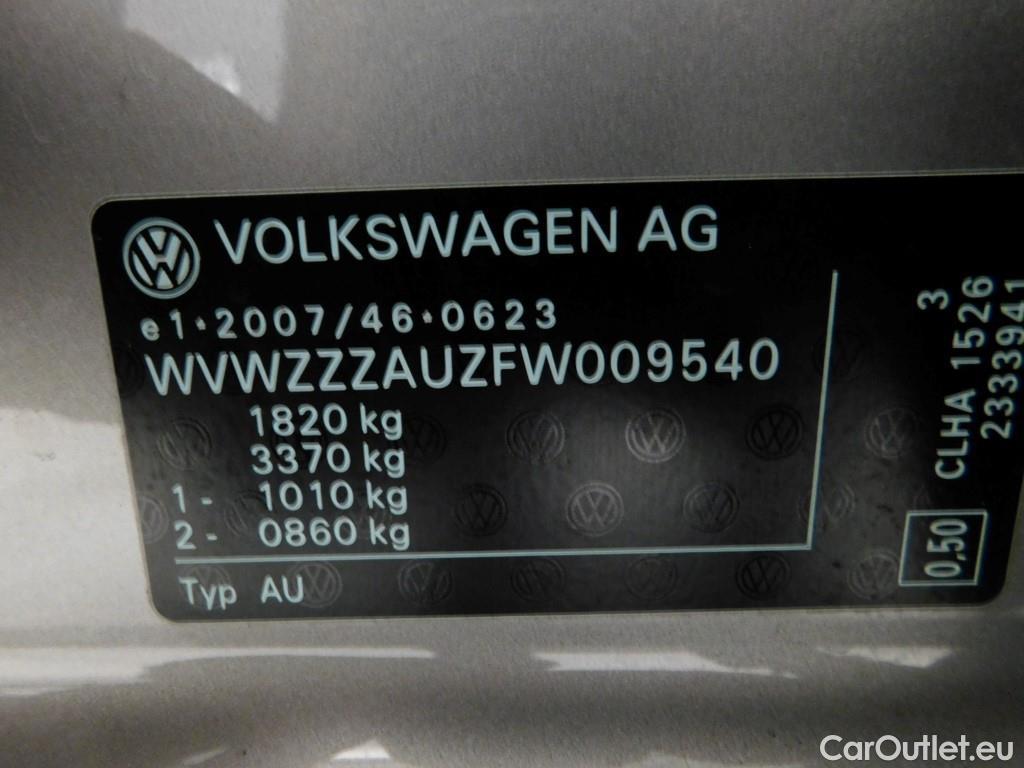 VOLKSWAGEN AG
e1*2007/46*0623
WVWZZZAUZFW009540
1820 kg
3370 kg
1- 1010 kg
2- 0860 kg
Typ AU
3
CLHA 1526
2333941
0,50
CarOutlet.eu